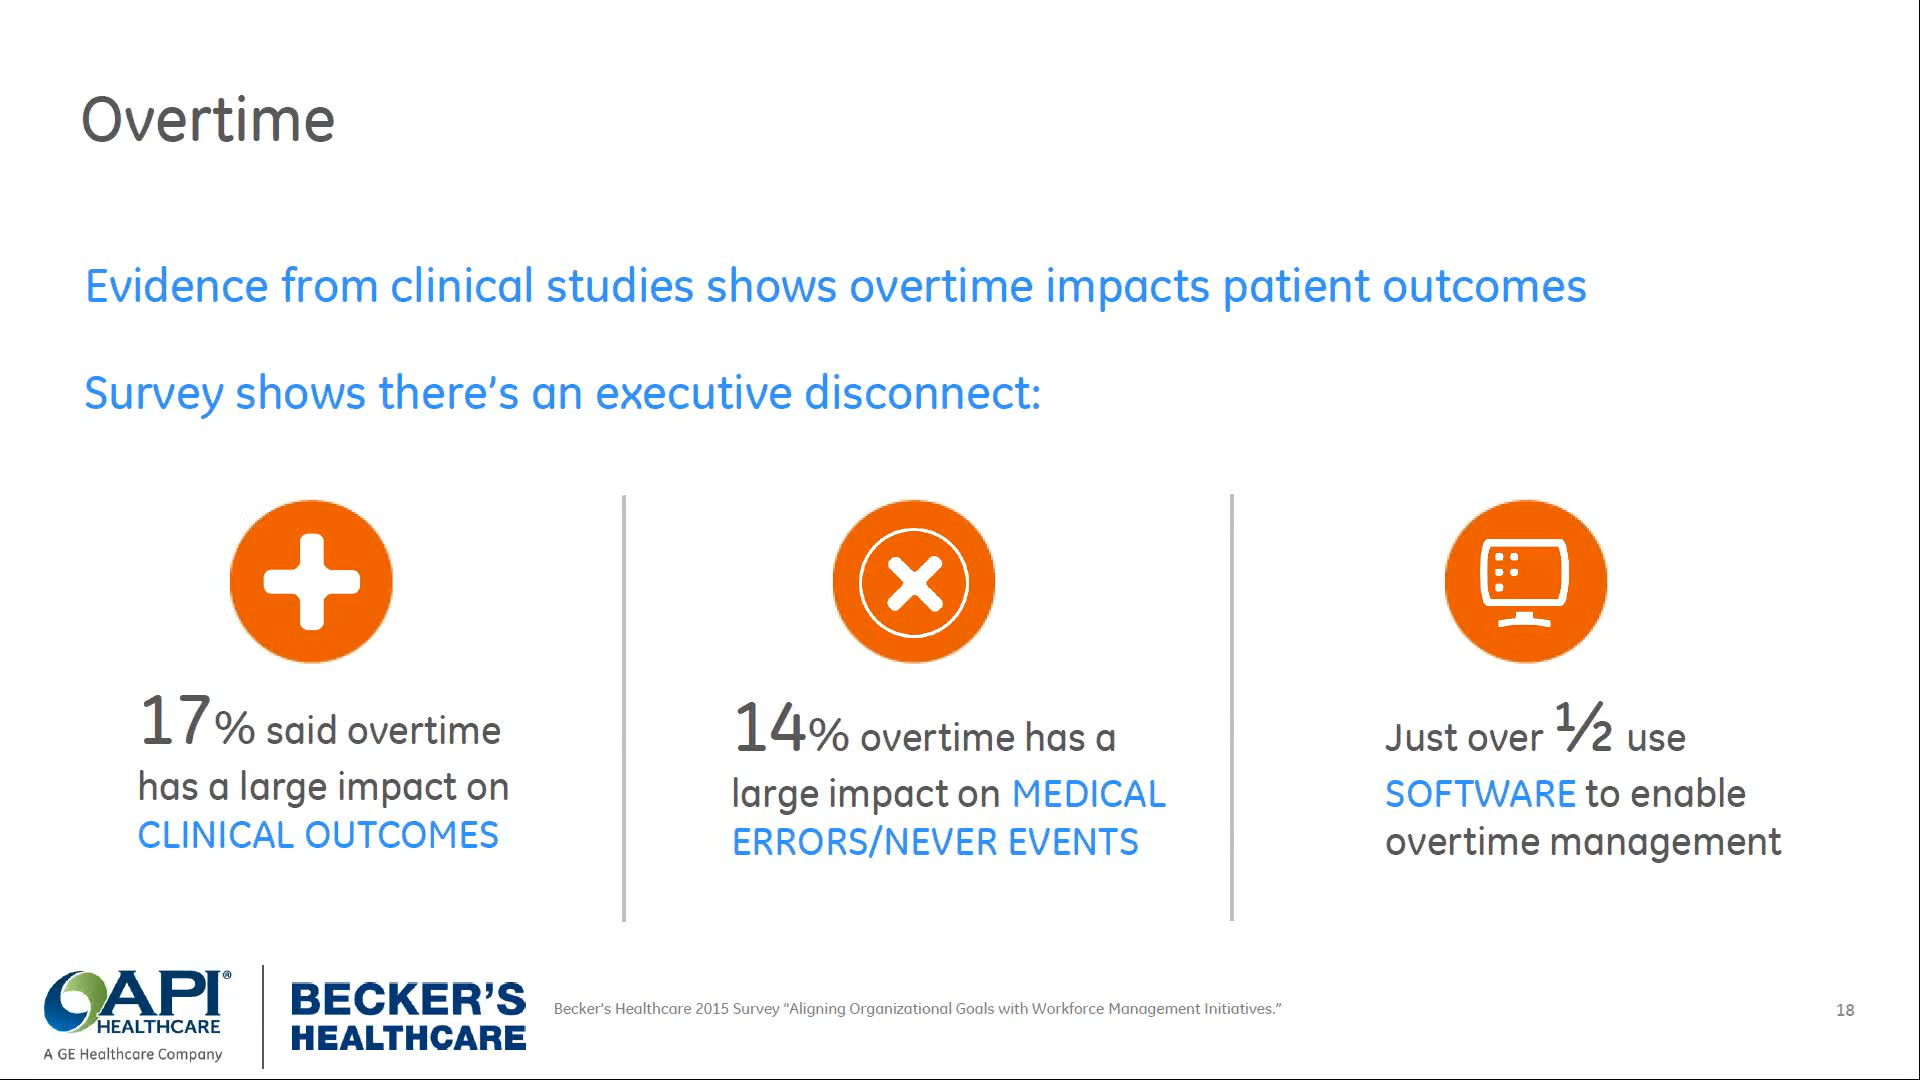 Overtime
Evidence from clinical studies shows overtime impacts patient outcomes
Survey shows there's an executive disconnect:
17% said overtime
has a large impact on
CLINICAL OUTCOMES
14% overtime has a
large impact on MEDICAL
ERRORS/NEVER EVENTS
Just over ½ use
SOFTWARE to enable
overtime management
API®
HEALTHCARE
A GE Healthcare Company
BECKER'S
HEALTHCARE
Becker's Healthcare 2015 Survey “Aligning Organizational Goals with Workforce Management Initiatives.”
18